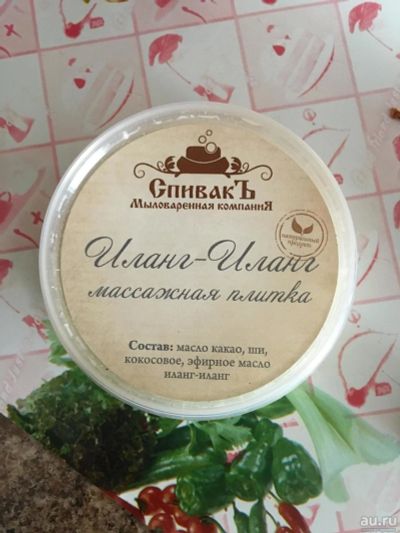 СпивакЪ
Мыловаренная компания
натуральный
продукт
Иланг-Иланг
массажная плитка
Состав: масло какао, ши,
кокосовое, эфирное масло
иланг-иланг
au.ru